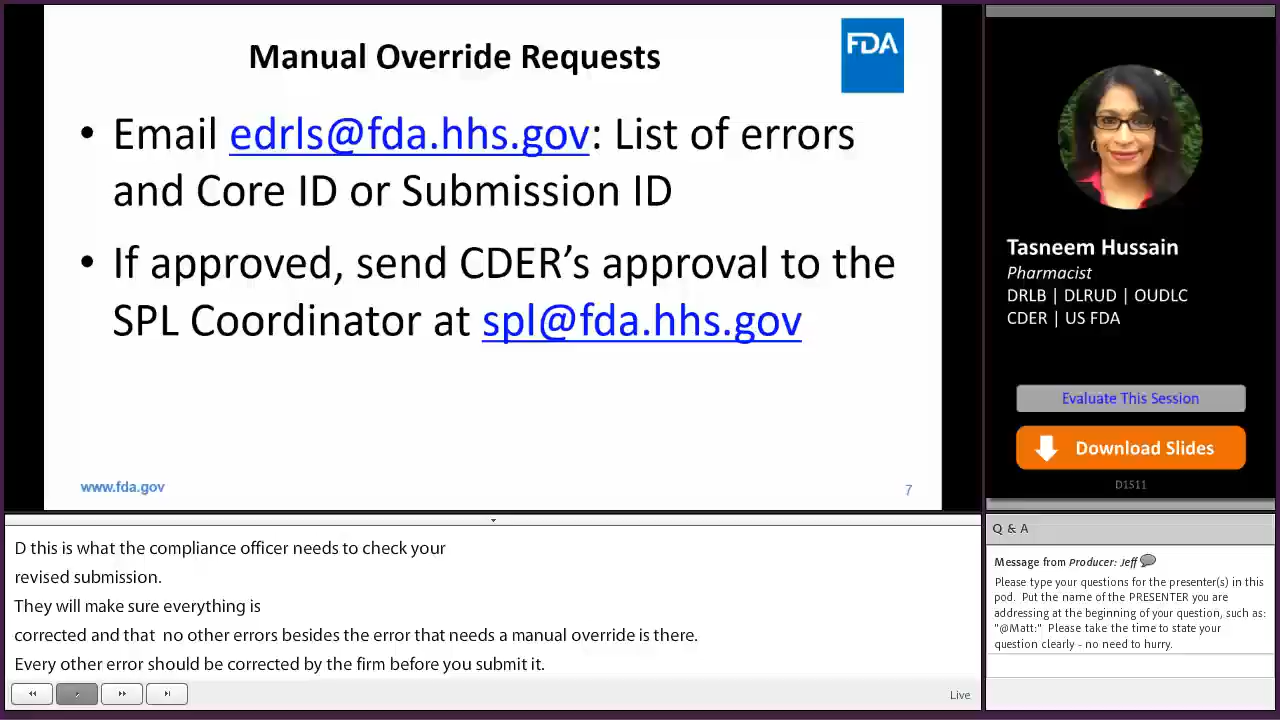 Manual Override Requests
FDA
• Email edrls@fda.hhs.gov: List of errors
and Core ID or Submission ID
• If approved, send CDER’s approval to the
SPL Coordinator at spl@fda.hhs.gov
www.fda.gov
7
Tasneem Hussain
Pharmacist
DRLB | DLRUD | OUDLC
CDER | US FDA
Evaluate This Session
Download Slides
D1S11
D this is what the compliance officer needs to check your
revised submission.
They will make sure everything is
corrected and that no other errors besides the error that needs a manual override is there.
Every other error should be corrected by the firm before you submit it.
Live
Q & A
Message from Producer: Jeff
Please type your questions for the presenter(s) in this
pod. Put the name of the PRESENTER you are
addressing at the beginning of your question, such as:
"@Matt:" Please take the time to state your
question clearly - no need to hurry.